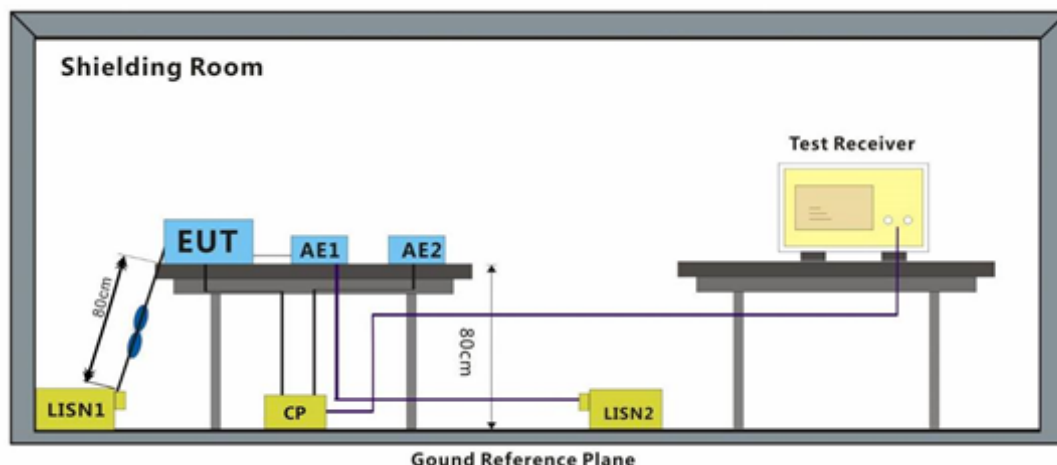 Shielding Room
Test Receiver
EUT
AE1
AE2
80cm
80cm
LISN1
CP
LISN2
Gound Reference Plane